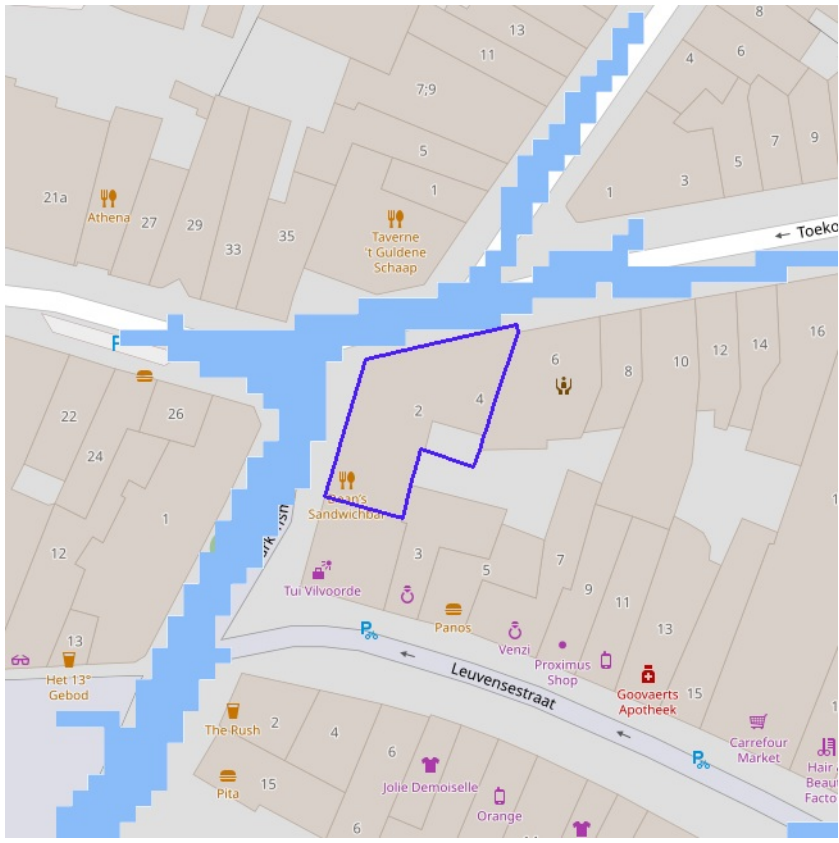 13
11
8
6
4
7;9
5
7
9
5
3
1
1
21a
Athena
27
29
33
35
Taverne
't Guldene
Schaap
Toeko
P
16
14
12
10
8
6
4
2
26
22
24
12
1
13
Dean's
Sandwichbar
Tui Vilvoorde
3
5
7
9
11
13
15
Panos
Venzi
Proximus
Shop
Goovaerts
Apotheek
Carrefour
Market
Hair &
Beaut
Facto
Leuvensestraat
P
P
Het 13°
Gebod
The Rush
Pita
2
4
6
15
6
Jolie Demoiselle
Orange